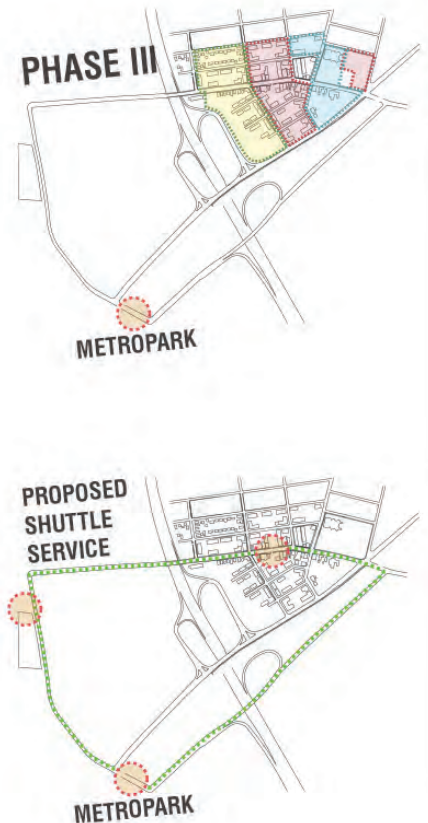 PHASE III
METROPARK
PROPOSED
SHUTTLE
SERVICE
METROPARK